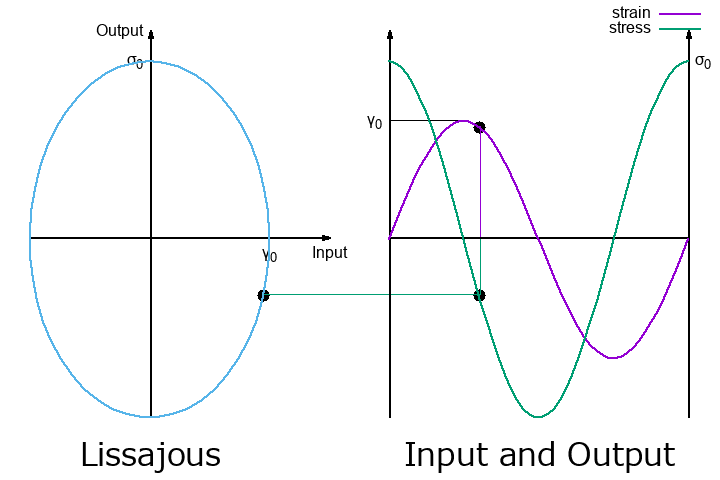 strain
stress
Output
σ0
σ0
γ0
γ0
Input
Lissajous
Input and Output